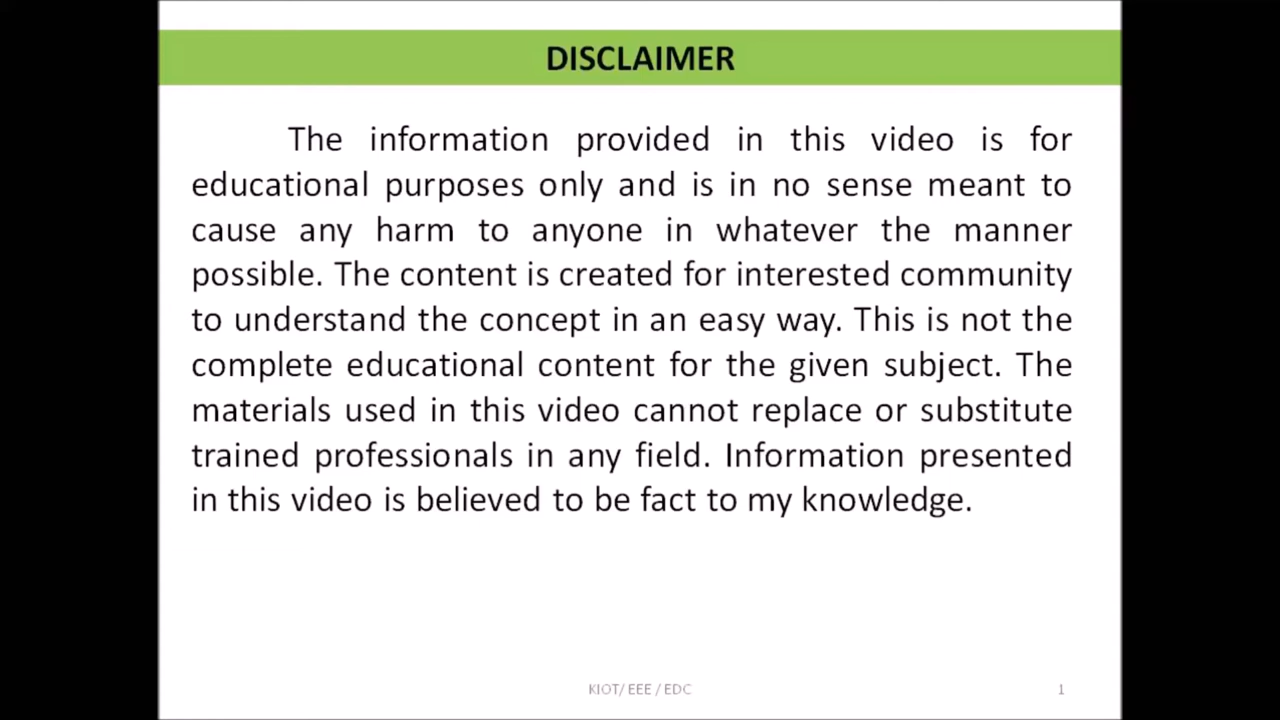 DISCLAIMER
The information provided in this video is for
educational purposes only and is in no sense meant to
cause any harm to anyone in whatever the manner
possible. The content is created for interested community
to understand the concept in an easy way. This is not the
complete educational content for the given subject. The
materials used in this video cannot replace or substitute
trained professionals in any field. Information presented
in this video is believed to be fact to my knowledge.
KIOT/ EEE / EDC
1